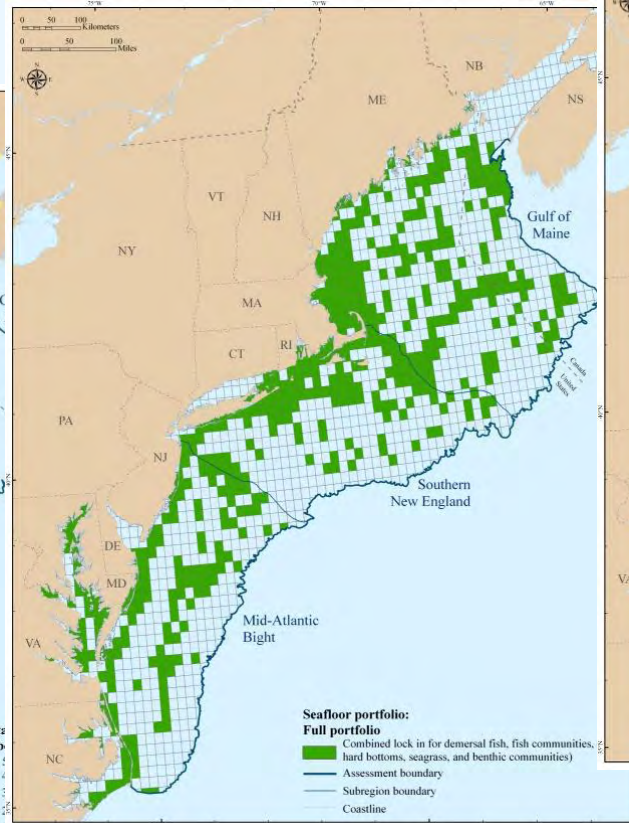 75°W
70°W
65°W
0 50 100
Kilometers
0 50 100
Miles
N
W E
S
NB
ME
NS
45°N
VT
NH
Gulf of
Maine
NY
MA
CT
RI
Canada
United
States
PA
NJ
40°N
Southern
New England
DE
MD
Mid-Atlantic
Bight
VA
NC
35°N
Seafloor portfolio:
Full portfolio
Combined lock in for demersal fish, fish communities,
hard bottoms, seagrass, and benthic communities)
Assessment boundary
Subregion boundary
Coastline